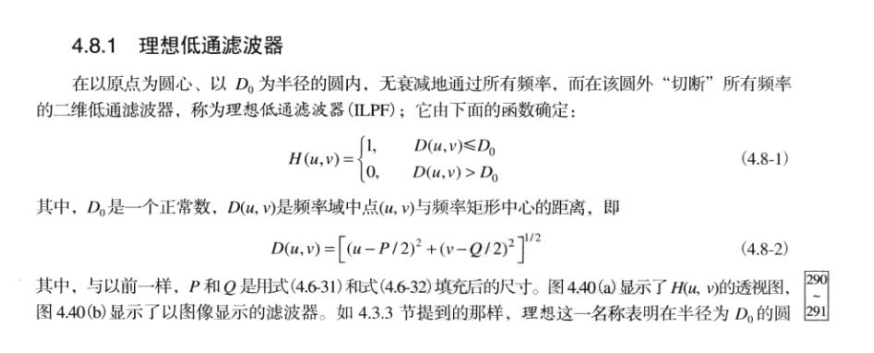 4.8.1 理想低通滤波器
在以原点为圆心、以 D₀ 为半径的圆内，无衰减地通过所有频率，而在该圆外“切断”所有频率
的二维低通滤波器，称为理想低通滤波器(ILPF)；它由下面的函数确定：
H(u,v)={1, D(u,v)≤D₀
0, D(u,v)>D₀ (4.8-1)
其中，D₀是一个正常数，D(u, v)是频率域中点(u, v)与频率矩形中心的距离，即
D(u,v)=[(u−P/2)²+(v−Q/2)²]^1/2 (4.8-2)
其中，与以前一样，P 和 Q 是用式(4.6-31)和式(4.6-32)填充后的尺寸。图 4.40(a)显示了 H(u, v)的透视图，
图 4.40(b)显示了以图像显示的滤波器。如 4.3.3 节提到的那样，理想这一名称表明在半径为 D₀ 的圆
290
~
291